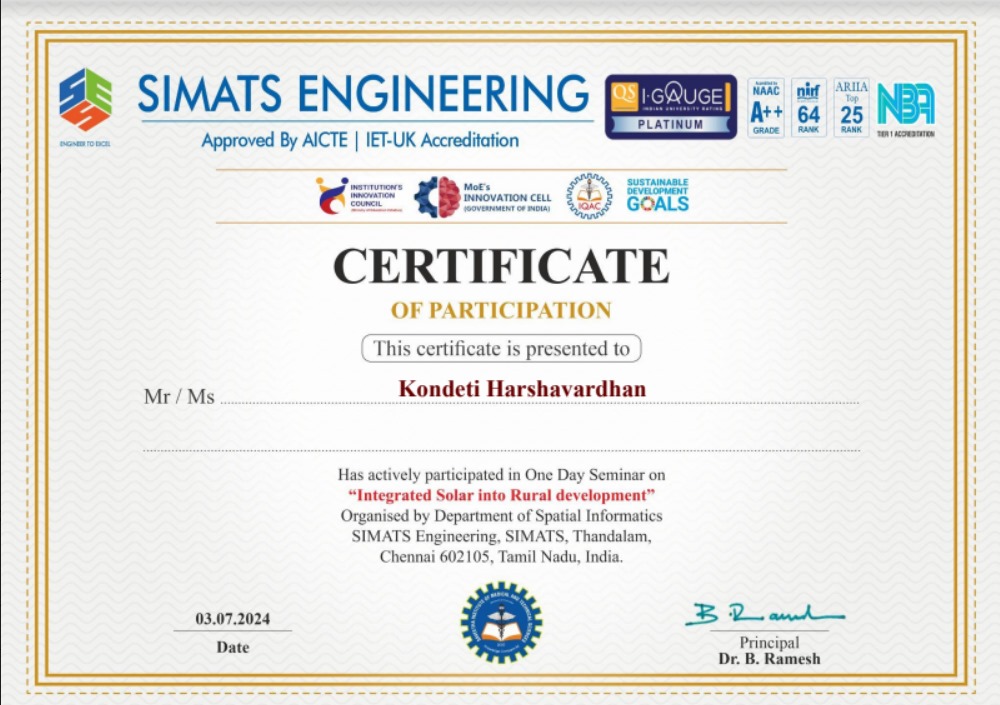 SIMATS ENGINEERING
Approved By AICTE | IET-UK Accreditation
ENGINEER TO EXCEL
QS I·GAUGE
INDIAN UNIVERSITY RATING
PLATINUM
NAAC
A++
GRADE
nirf
64
RANK
ARIIA
Top
25
RANK
NBA
TIER 1 ACCREDITATION
INSTITUTION'S
INNOVATION
COUNCIL
MoE's
INNOVATION CELL
(GOVERNMENT OF INDIA)
IQAC
SUSTAINABLE
DEVELOPMENT
GOALS
CERTIFICATE
OF PARTICIPATION
This certificate is presented to
Mr / Ms Kondeti Harshavardhan
Has actively participated in One Day Seminar on
“Integrated Solar into Rural development”
Organised by Department of Spatial Informatics
SIMATS Engineering, SIMATS, Thandalam,
Chennai 602105, Tamil Nadu, India.
03.07.2024
Date
B. Ramesh
Principal
Dr. B. Ramesh